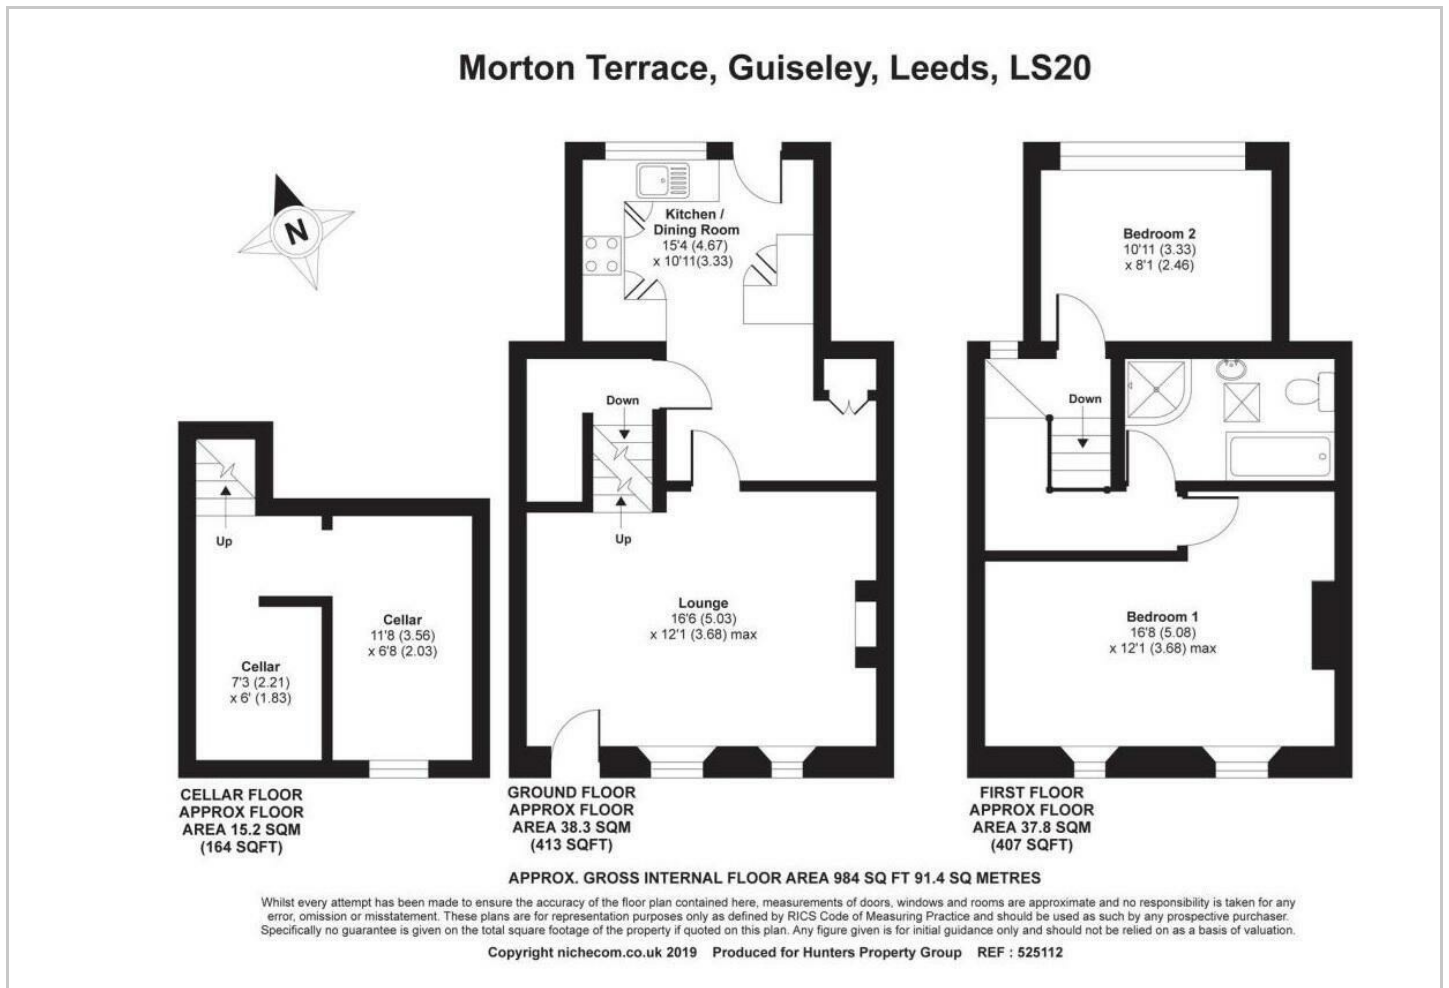 Morton Terrace, Guiseley, Leeds, LS20
N
Kitchen /
Dining Room
15'4 (4.67)
x 10'11(3.33)
Down
Up
Lounge
16'6 (5.03)
x 12'1 (3.68) max
Bedroom 2
10'11 (3.33)
x 8'1 (2.46)
Down
Bedroom 1
16'8 (5.08)
x 12'1 (3.68) max
Up
Cellar
11'8 (3.56)
x 6'8 (2.03)
Cellar
7'3 (2.21)
x 6' (1.83)
CELLAR FLOOR
APPROX FLOOR
AREA 15.2 SQM
(164 SQFT)
GROUND FLOOR
APPROX FLOOR
AREA 38.3 SQM
(413 SQFT)
FIRST FLOOR
APPROX FLOOR
AREA 37.8 SQM
(407 SQFT)
APPROX. GROSS INTERNAL FLOOR AREA 984 SQ FT 91.4 SQ METRES
Whilst every attempt has been made to ensure the accuracy of the floor plan contained here, measurements of doors, windows and rooms are approximate and no responsibility is taken for any
error, omission or misstatement. These plans are for representation purposes only as defined by RICS Code of Measuring Practice and should be used as such by any prospective purchaser.
Specifically no guarantee is given on the total square footage of the property if quoted on this plan. Any figure given is for initial guidance only and should not be relied on as a basis of valuation.
Copyright nichecom.co.uk 2019 Produced for Hunters Property Group REF : 525112